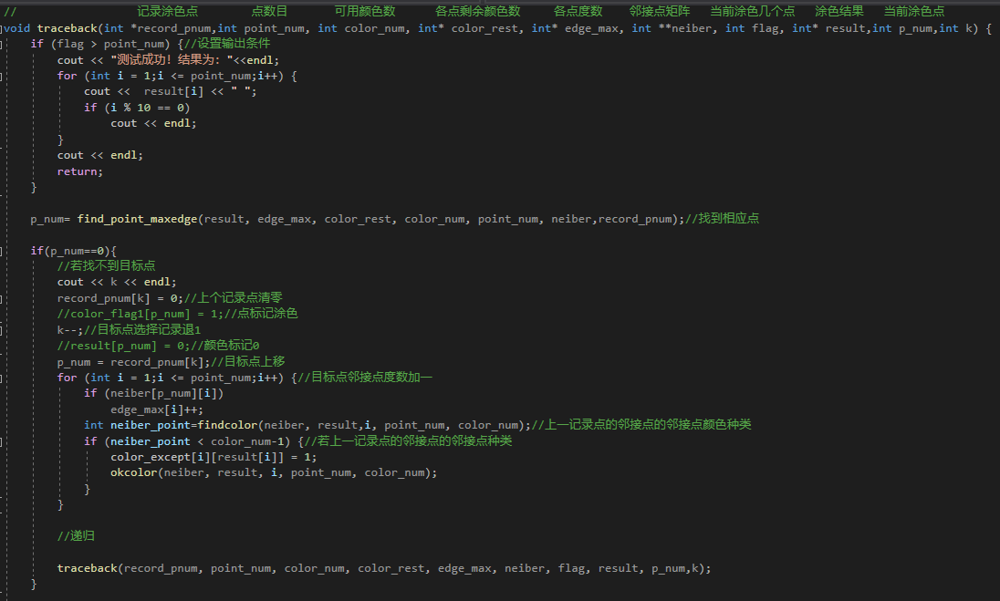 // 记录涂色点 点数目 可用颜色数 各点剩余颜色数 各点度数 邻接点矩阵 当前涂色几个点 涂色结果 当前涂色点
void traceback(int *record_pnum,int point_num, int color_num, int* color_rest, int* edge_max, int **neiber, int flag, int* result,int p_num,int k) {
if (flag > point_num) {//设置输出条件
cout << "测试成功! 结果为: "<<endl;
for (int i = 1;i <= point_num;i++) {
cout << result[i] << " ";
if (i % 10 == 0)
cout << endl;
}
cout << endl;
return;
}
p_num= find_point_maxedge(result, edge_max, color_rest, color_num, point_num, neiber,record_pnum);//找到相应点
if(p_num==0){
//若找不到目标点
cout << k << endl;
record_pnum[k] = 0;//上个记录点清零
//color_flag1[p_num] = 1;//点标记涂色
k--;//目标点选择记录退1
//result[p_num] = 0;//颜色标记0
p_num = record_pnum[k];//目标点上移
for (int i = 1;i <= point_num;i++) {//目标点邻接点度数加一
if (neiber[p_num][i])
edge_max[i]++;
int neiber_point=findcolor(neiber, result,i, point_num, color_num);//上一记录点的邻接点的邻接点颜色种类
if (neiber_point < color_num-1) {//若上一记录点的邻接点的邻接点种类
color_except[i][result[i]] = 1;
okcolor(neiber, result, i, point_num, color_num);
}
}
//递归
traceback(record_pnum, point_num, color_num, color_rest, edge_max, neiber, flag, result, p_num,k);
}